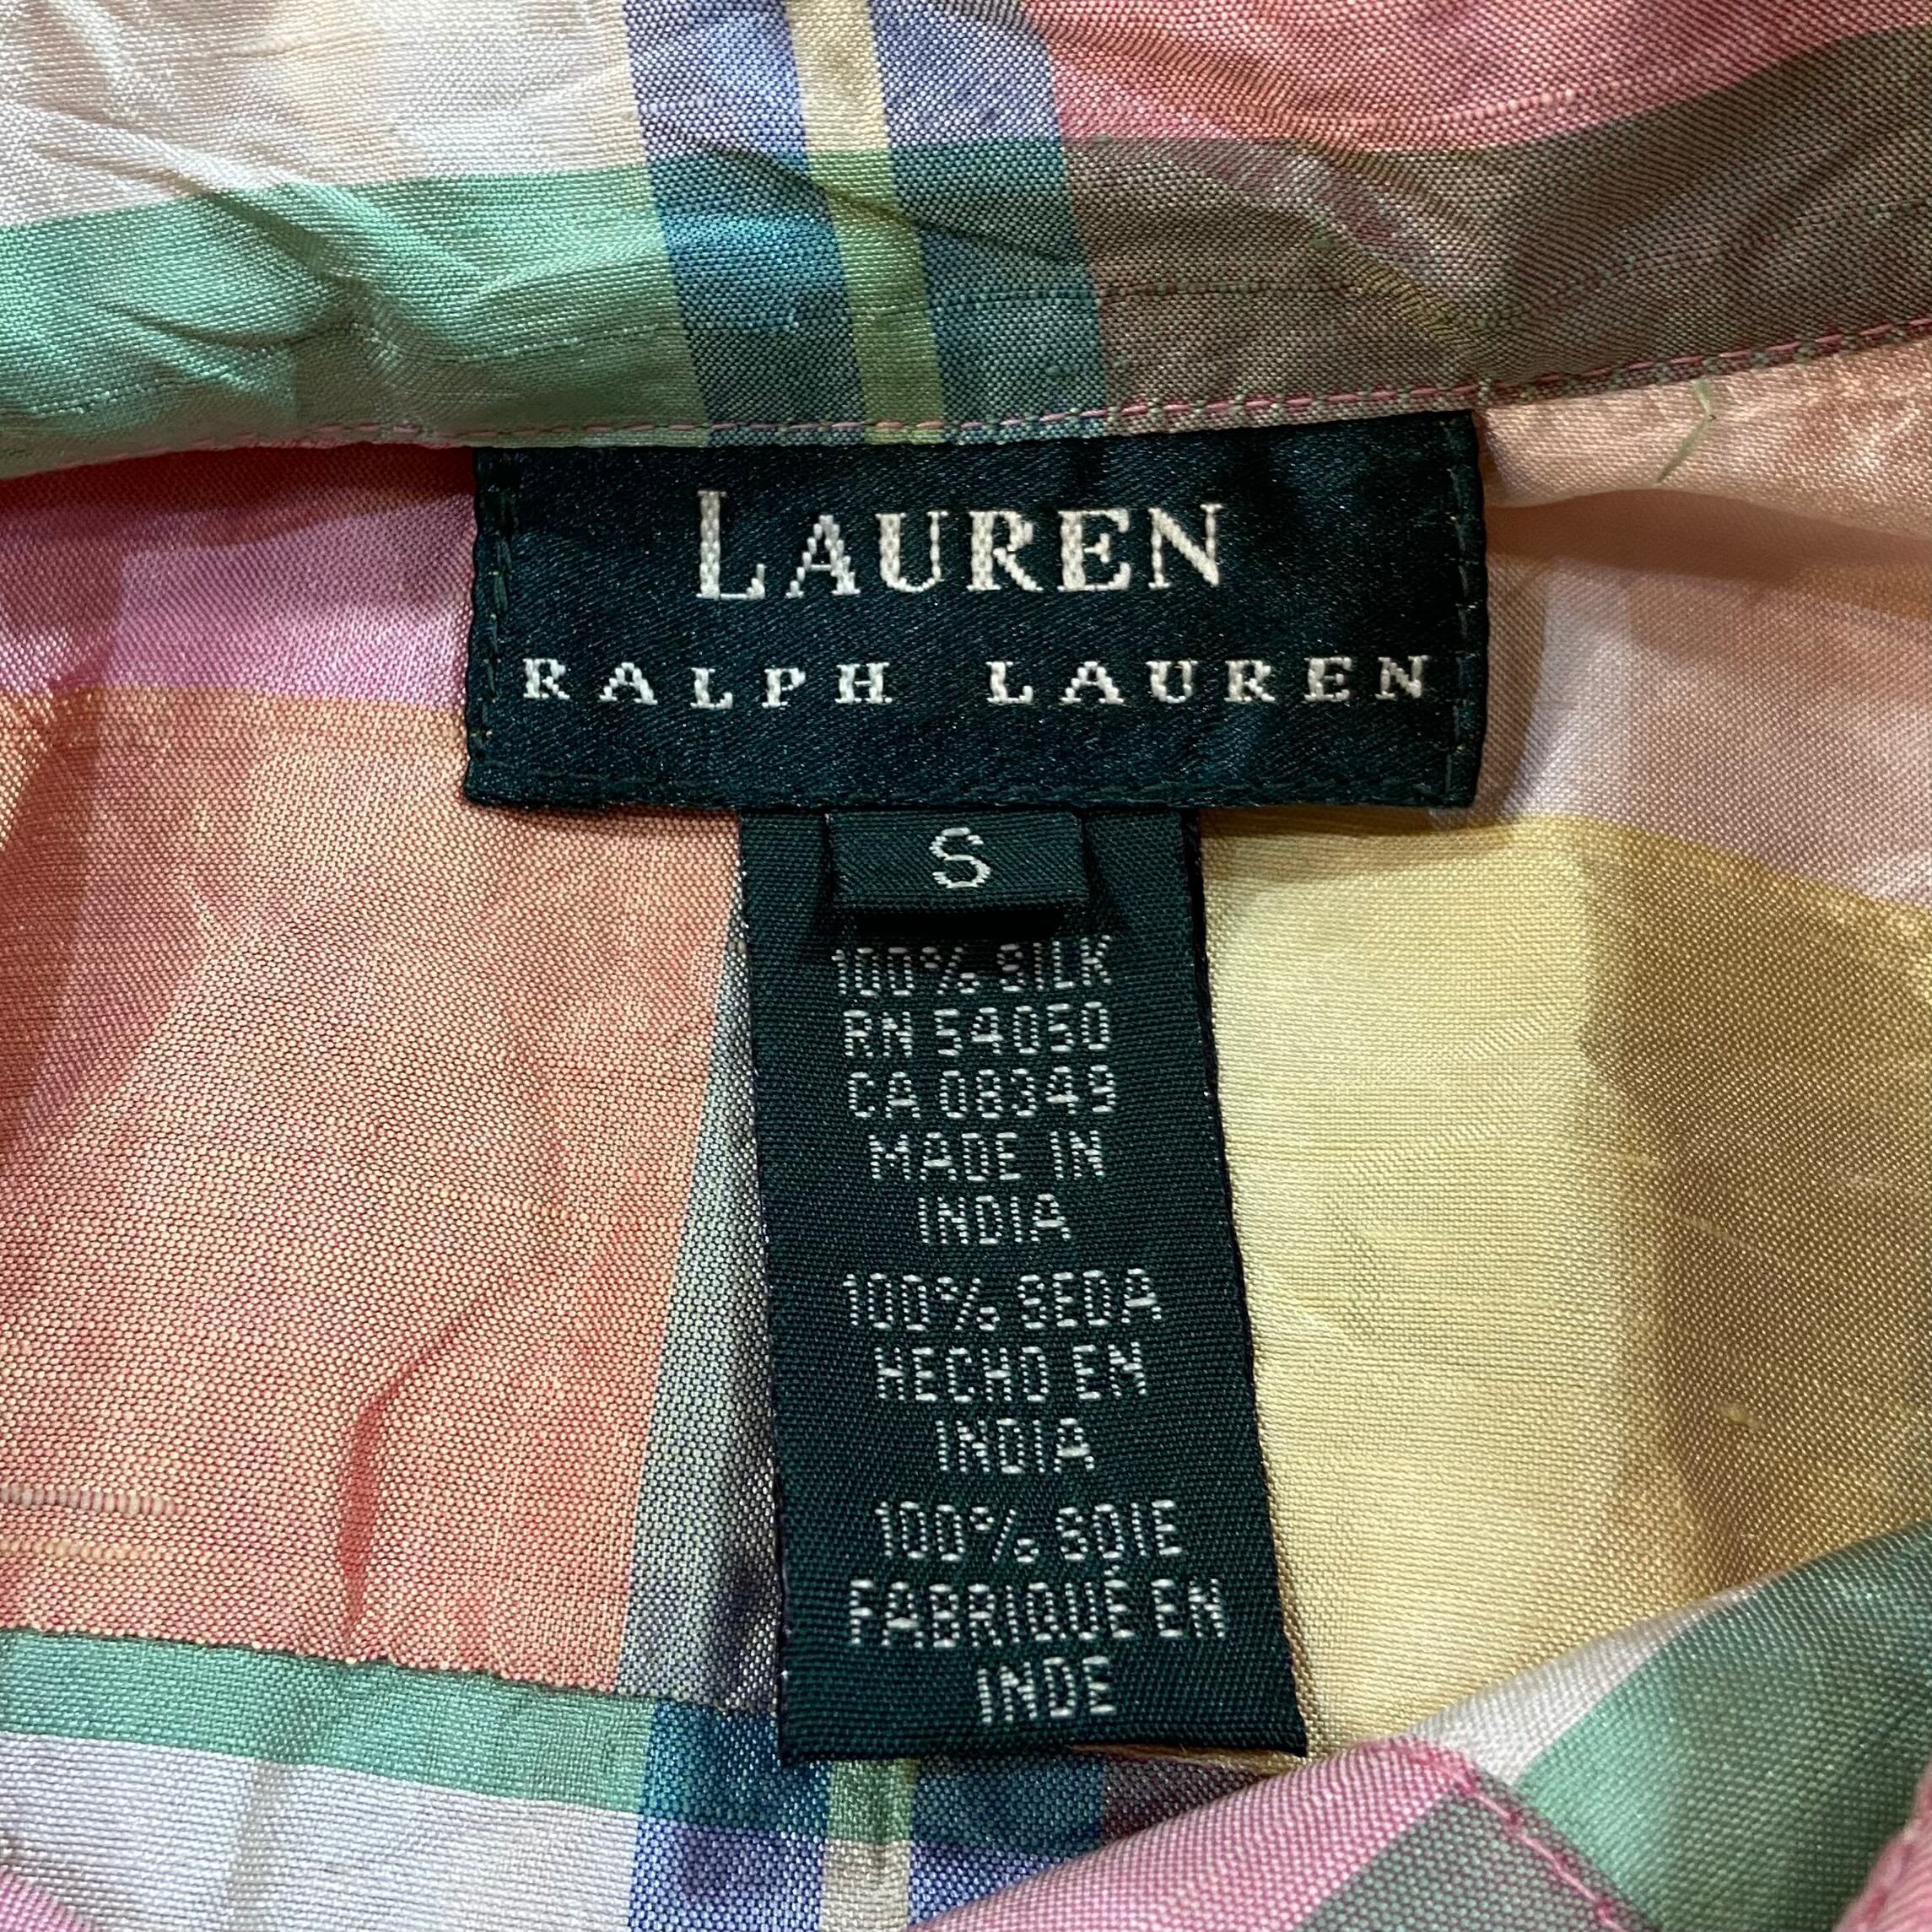 LAUREN
RALPH LAUREN
S
100% SILK
RN 54050
CA 08349
MADE IN
INDIA
100% SEDA
HECHO EN
INDIA
100% SOIE
FABRIQUÉ EN
INDE